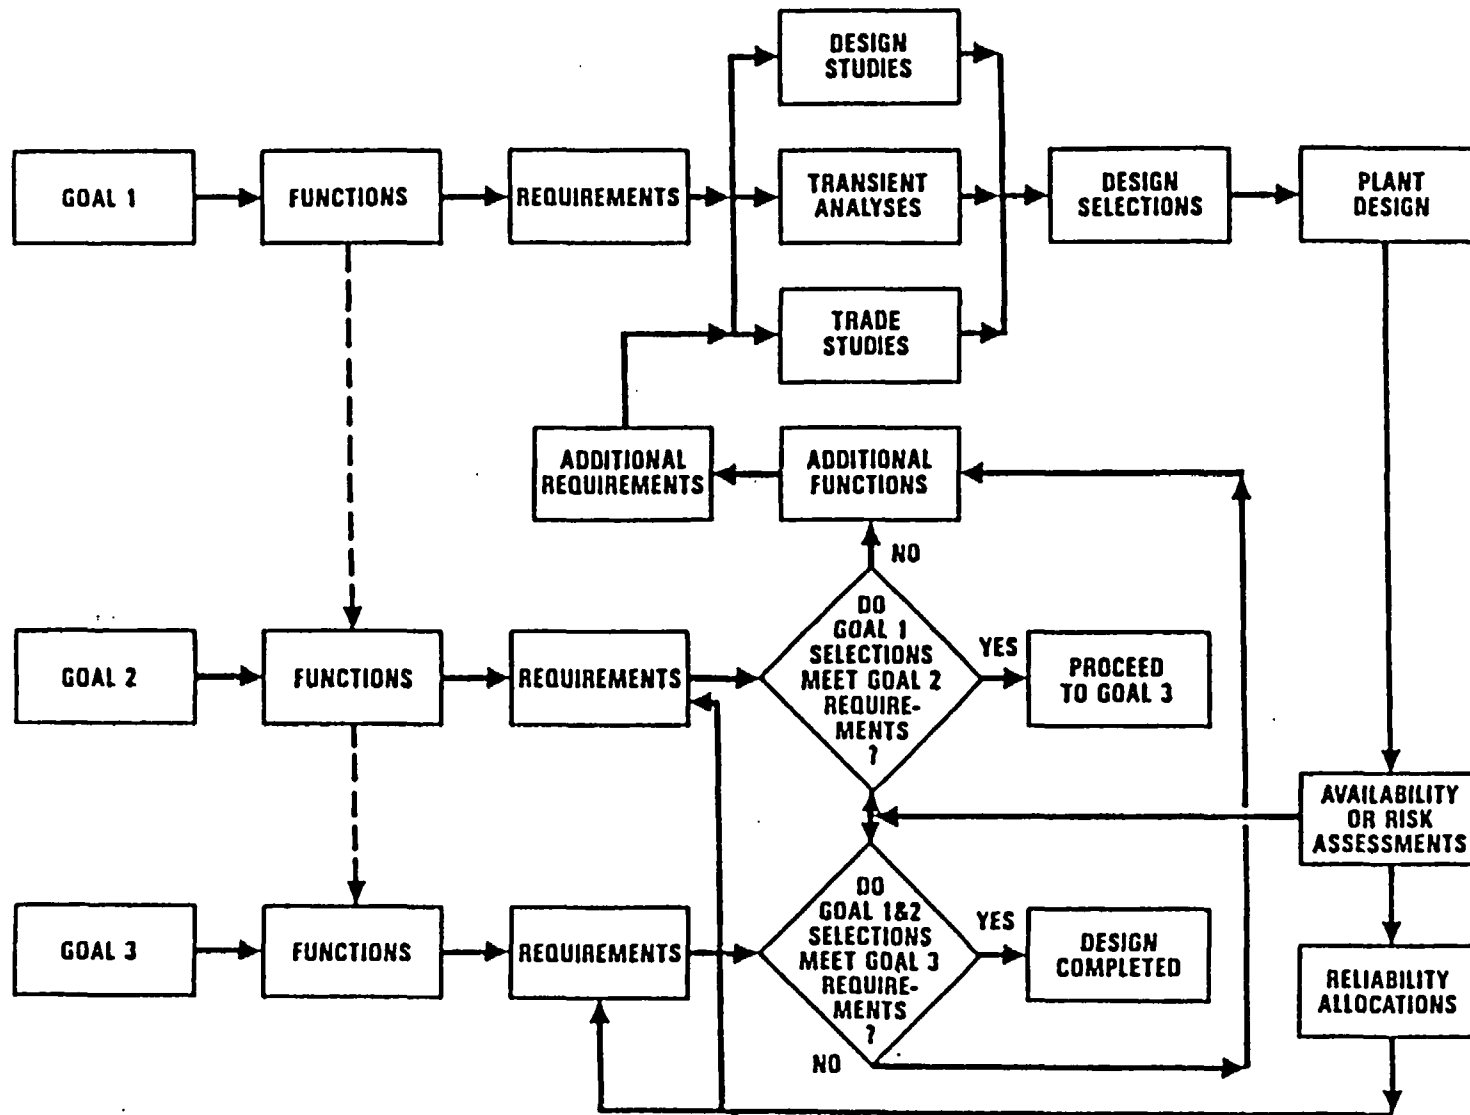 DESIGN
STUDIES
GOAL 1
FUNCTIONS
REQUIREMENTS
TRANSIENT
ANALYSES
DESIGN
SELECTIONS
PLANT
DESIGN
TRADE
STUDIES
ADDITIONAL
REQUIREMENTS
ADDITIONAL
FUNCTIONS
NO
GOAL 2
FUNCTIONS
REQUIREMENTS
DO
GOAL 1
SELECTIONS
MEET GOAL 2
REQUIRE-
MENTS
?
YES
PROCEED
TO GOAL 3
AVAILABILITY
OR RISK
ASSESSMENTS
GOAL 3
FUNCTIONS
REQUIREMENTS
DO
GOAL 1&2
SELECTIONS
MEET GOAL 3
REQUIRE-
MENTS
?
YES
DESIGN
COMPLETED
RELIABILITY
ALLOCATIONS
NO